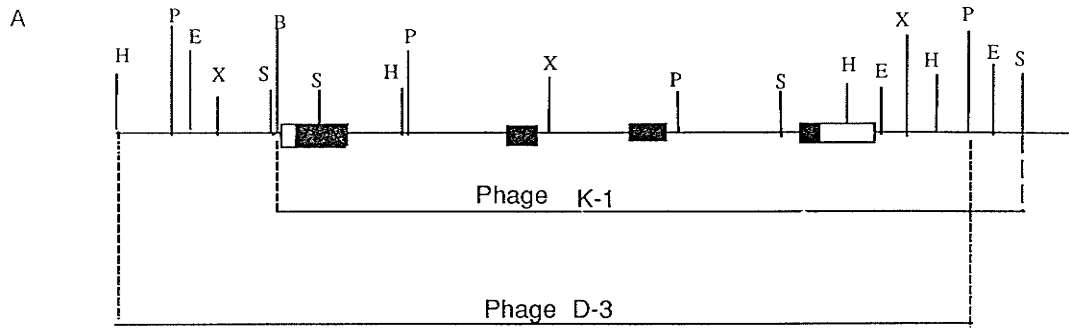 A
H P E X S B S H P X P S H E X H P E S
Phage K-1
Phage D-3